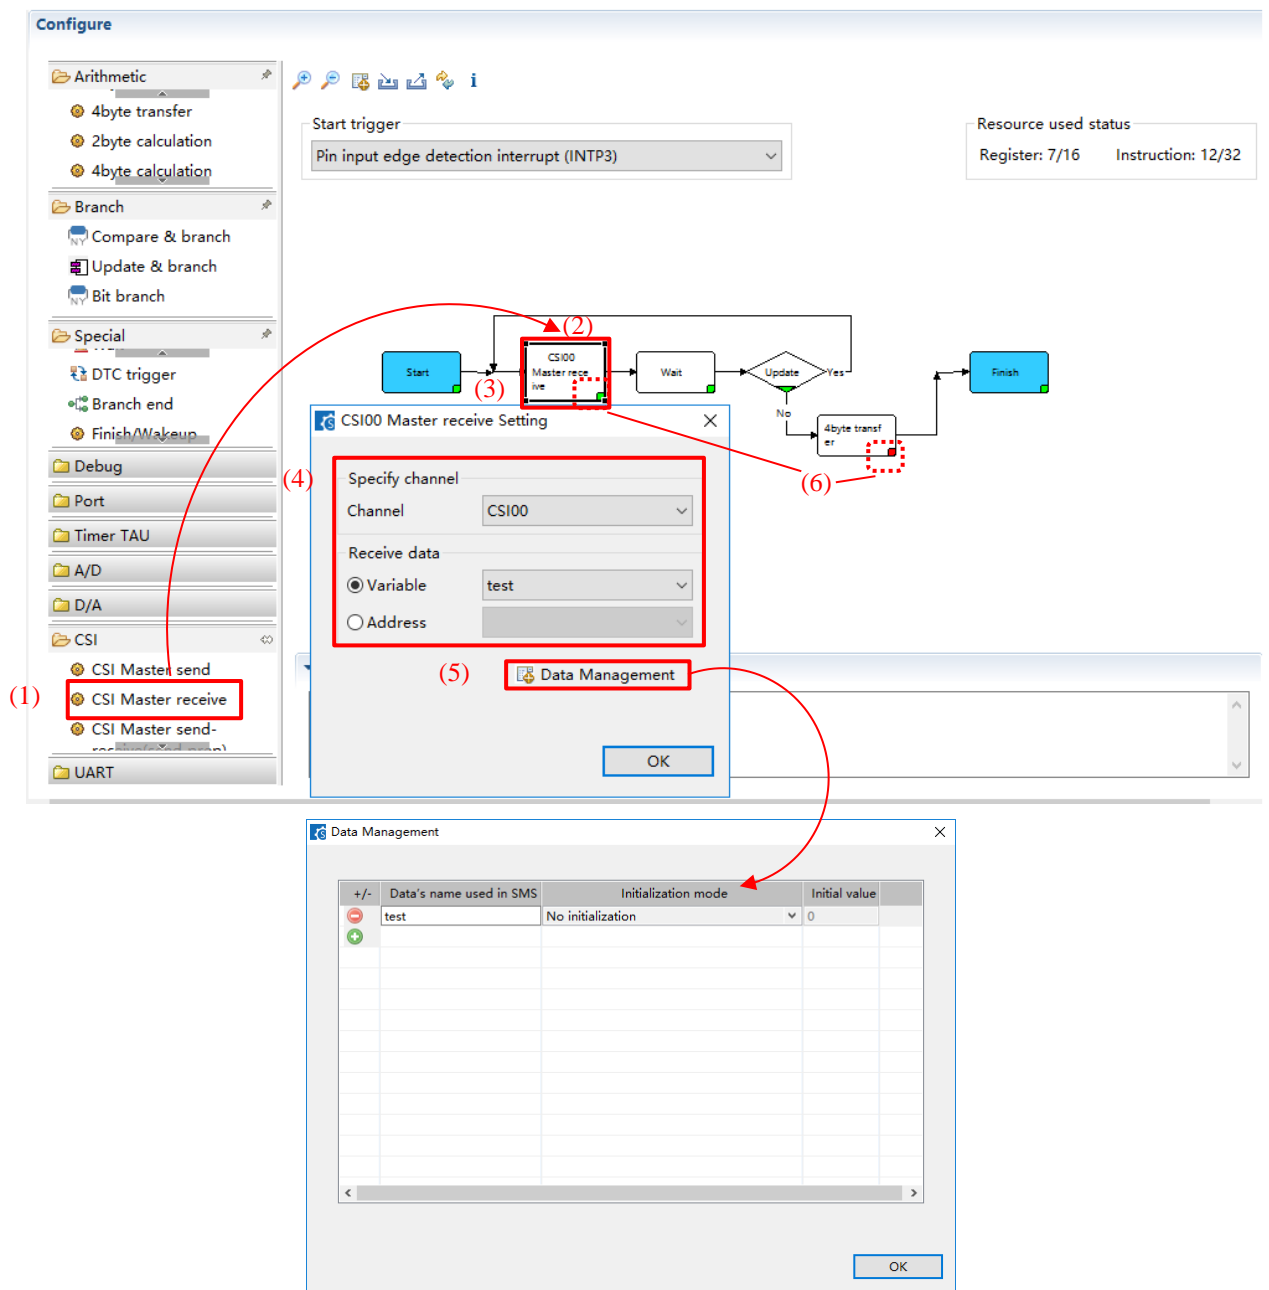 Configure
Arithmetic
4byte transfer
2byte calculation
4byte calculation
Branch
Compare & branch
Update & branch
Bit branch
Special
DTC trigger
Branch end
Finish/Wakeup
Debug
Port
Timer TAU
A/D
D/A
CSI
CSI Master send
(1)
CSI Master receive
CSI Master send-
receive(send prep)
UART
Start trigger
Pin input edge detection interrupt (INTP3)
Resource used status
Register: 7/16 Instruction: 12/32
(2)
Start
CSI00
Master rece
ive
Wait
Update
Yes
Finish
(3)
No
4byte transf
er
(6)
CSI00 Master receive Setting
(4)
Specify channel
Channel CSI00
Receive data
Variable test
Address
(5)
Data Management
OK
Data Management
+/- Data's name used in SMS Initialization mode Initial value
test No initialization 0
OK